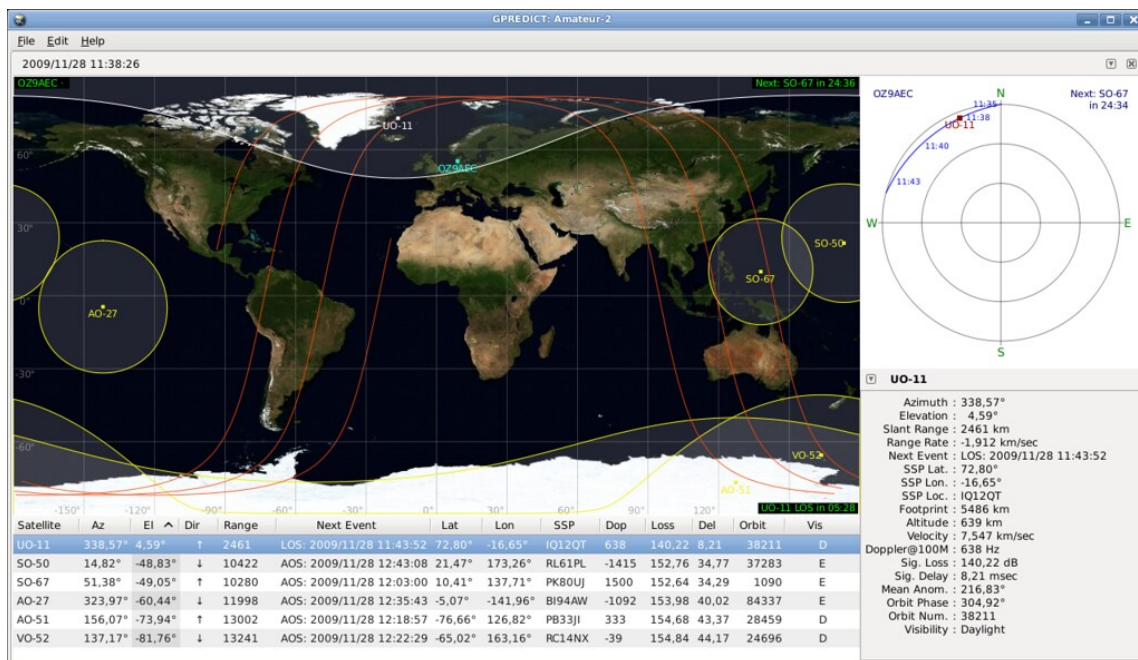 GPREDICT: Amateur-2
File Edit Help
2009/11/28 11:38:26
OZ9AEC
Next: SO-67 in 24:36
UO-11
OZ9AEC
60°
30°
SO-50
SO-67
0°
AO-27
-30°
-60°
VO-52
AO-51
-150° -120° -90° -60° -30° 0° 30° 60° 90° 120°
UO-11 LOS in 05:28
OZ9AEC
Next: SO-67
in 24:34
N
11:35
11:38
UO-11
11:40
11:43
W
E
S
Satellite Az El Dir Range Next Event Lat Lon SSP Dop Loss Del Orbit Vis
UO-11 338,57° 4,59° ↑ 2461 LOS: 2009/11/28 11:43:52 72,80° -16,65° IQ12QT 638 140,22 8,21 38211 D
SO-50 14,82° -48,83° ↓ 10422 AOS: 2009/11/28 12:43:08 21,47° 173,26° RL61PL -1415 152,76 34,77 37283 E
SO-67 51,38° -49,05° ↑ 10280 AOS: 2009/11/28 12:03:00 10,41° 137,71° PK80UJ 1500 152,64 34,29 1090 E
AO-27 323,97° -60,44° ↓ 11998 AOS: 2009/11/28 12:35:43 -5,07° -141,96° BI94AW -1092 153,98 40,02 84337 E
AO-51 156,07° -73,94° ↑ 13002 AOS: 2009/11/28 12:18:57 -76,66° 126,82° PB33JI 333 154,68 43,37 28459 D
VO-52 137,17° -81,76° ↓ 13241 AOS: 2009/11/28 12:22:29 -65,02° 163,16° RC14NX -39 154,84 44,17 24696 D
UO-11
Azimuth : 338,57°
Elevation : 4,59°
Slant Range : 2461 km
Range Rate : -1,912 km/sec
Next Event : LOS: 2009/11/28 11:43:52
SSP Lat. : 72,80°
SSP Lon. : -16,65°
SSP Loc. : IQ12QT
Footprint : 5486 km
Altitude : 639 km
Velocity : 7,547 km/sec
Doppler@100M : 638 Hz
Sig. Loss : 140,22 dB
Sig. Delay : 8,21 msec
Mean Anom. : 216,83°
Orbit Phase : 304,92°
Orbit Num. : 38211
Visibility : Daylight